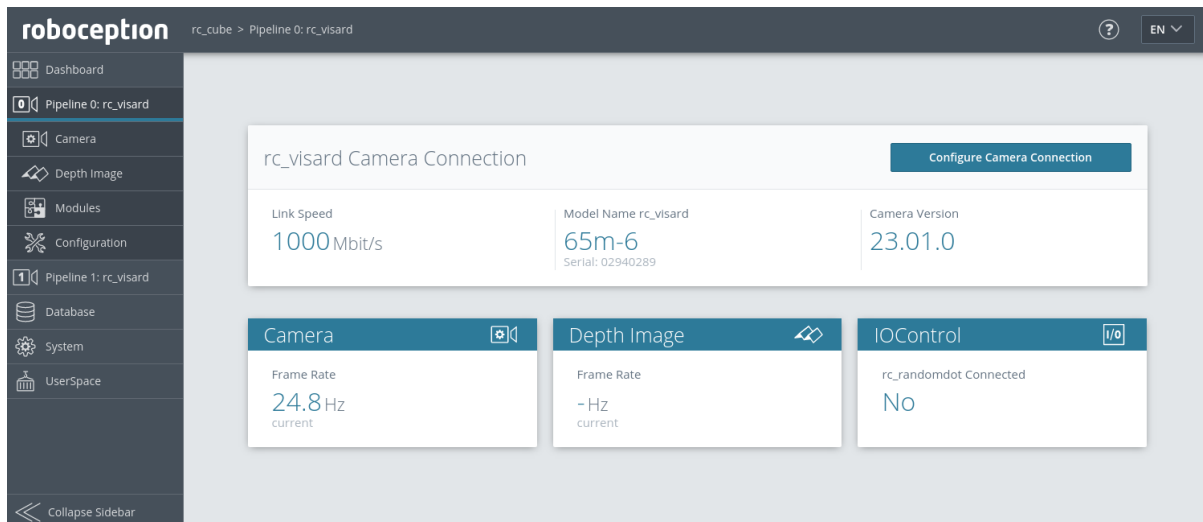 roboception
rc_cube > Pipeline 0: rc_visard
?
EN
Dashboard
0 Pipeline 0: rc_visard
Camera
Depth Image
Modules
Configuration
1 Pipeline 1: rc_visard
Database
System
UserSpace
Collapse Sidebar
rc_visard Camera Connection
Configure Camera Connection
Link Speed
1000 Mbit/s
Model Name rc_visard
65m-6
Serial: 02940289
Camera Version
23.01.0
Camera
Frame Rate
24.8 Hz
current
Depth Image
Frame Rate
- Hz
current
IOControl
I/0
rc_randomdot Connected
No